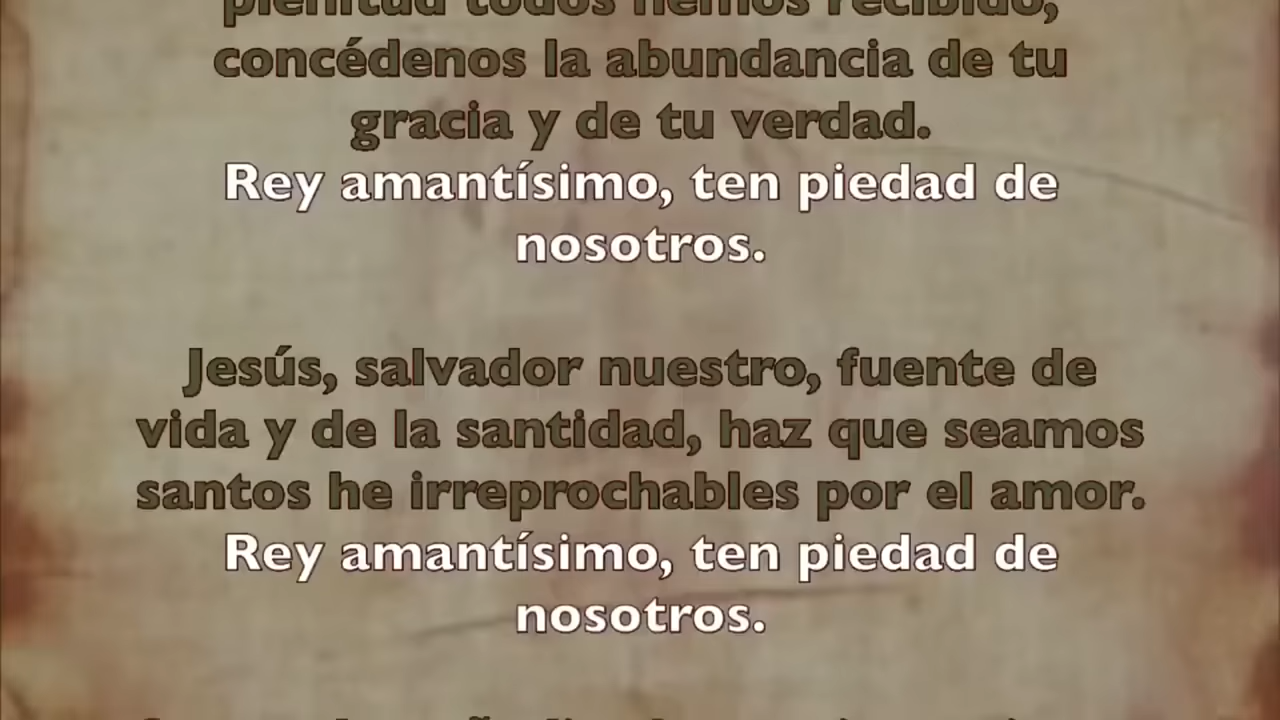 plenitud todos hemos recibido,
concédenos la abundancia de tu
gracia y de tu verdad.
Rey amantísimo, ten piedad de
nosotros.
Jesús, salvador nuestro, fuente de
vida y de la santidad, haz que seamos
santos he irreprochables por el amor.
Rey amantísimo, ten piedad de
nosotros.